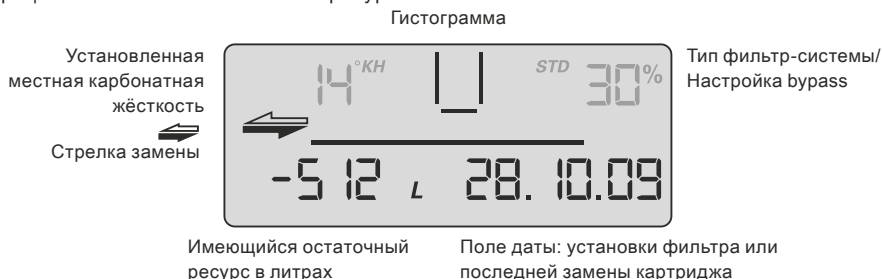 Гистограмма
Установленная
местная карбонатная
жёсткость
Стрелка замены
14 °KH
STD 30%
Тип фильтр-системы/
Настройка bypass
-512 L 28.10.09
Имеющийся остаточный
ресурс в литрах
Поле даты: установки фильтра или
последней замены картриджа